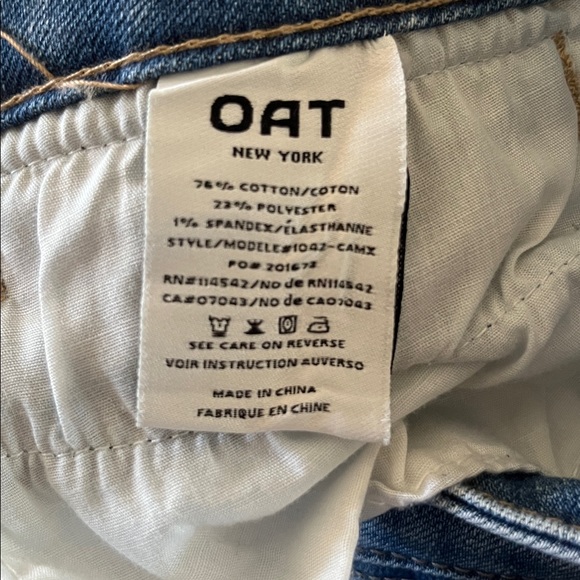 OAT
NEW YORK
76% COTTON/COTON
23% POLYESTER
1% SPANDEX/ÉLASTHANNE
STYLE/MODELE#1042-CAMX
PO# 201672
RN#114542/NO de RN114542
CA#07043/NO de CA07043
SEE CARE ON REVERSE
VOIR INSTRUCTION AUVERSO
MADE IN CHINA
FABRIQUE EN CHINE